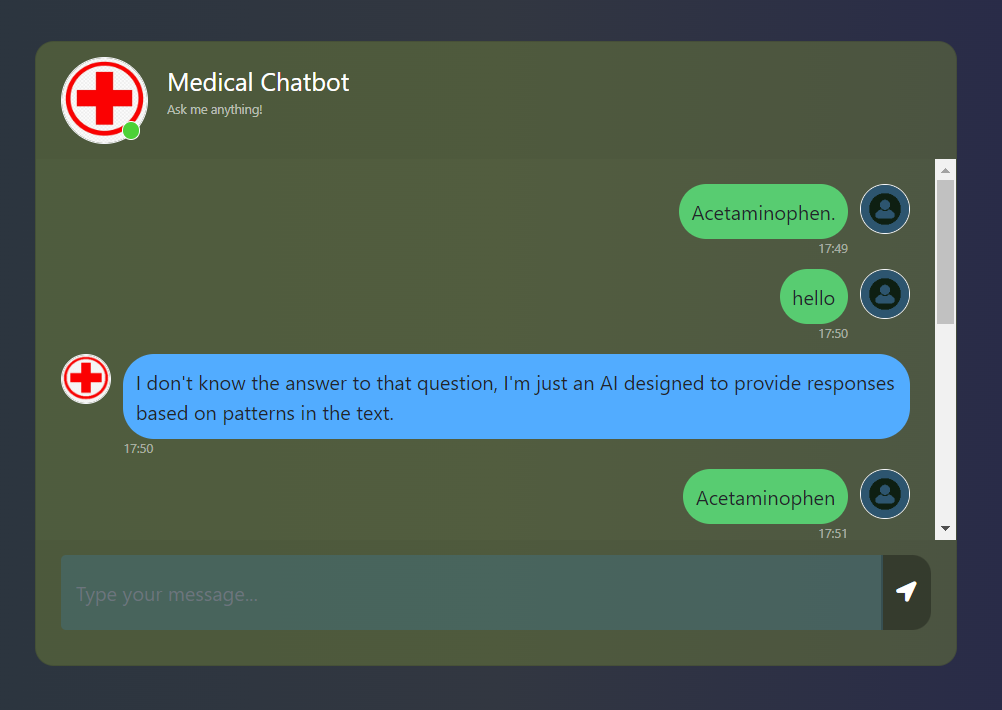 Medical Chatbot
Ask me anything!
Acetaminophen.
17:49
hello
17:50
I don't know the answer to that question, I'm just an AI designed to provide responses
based on patterns in the text.
17:50
Acetaminophen
17:51
Type your message...